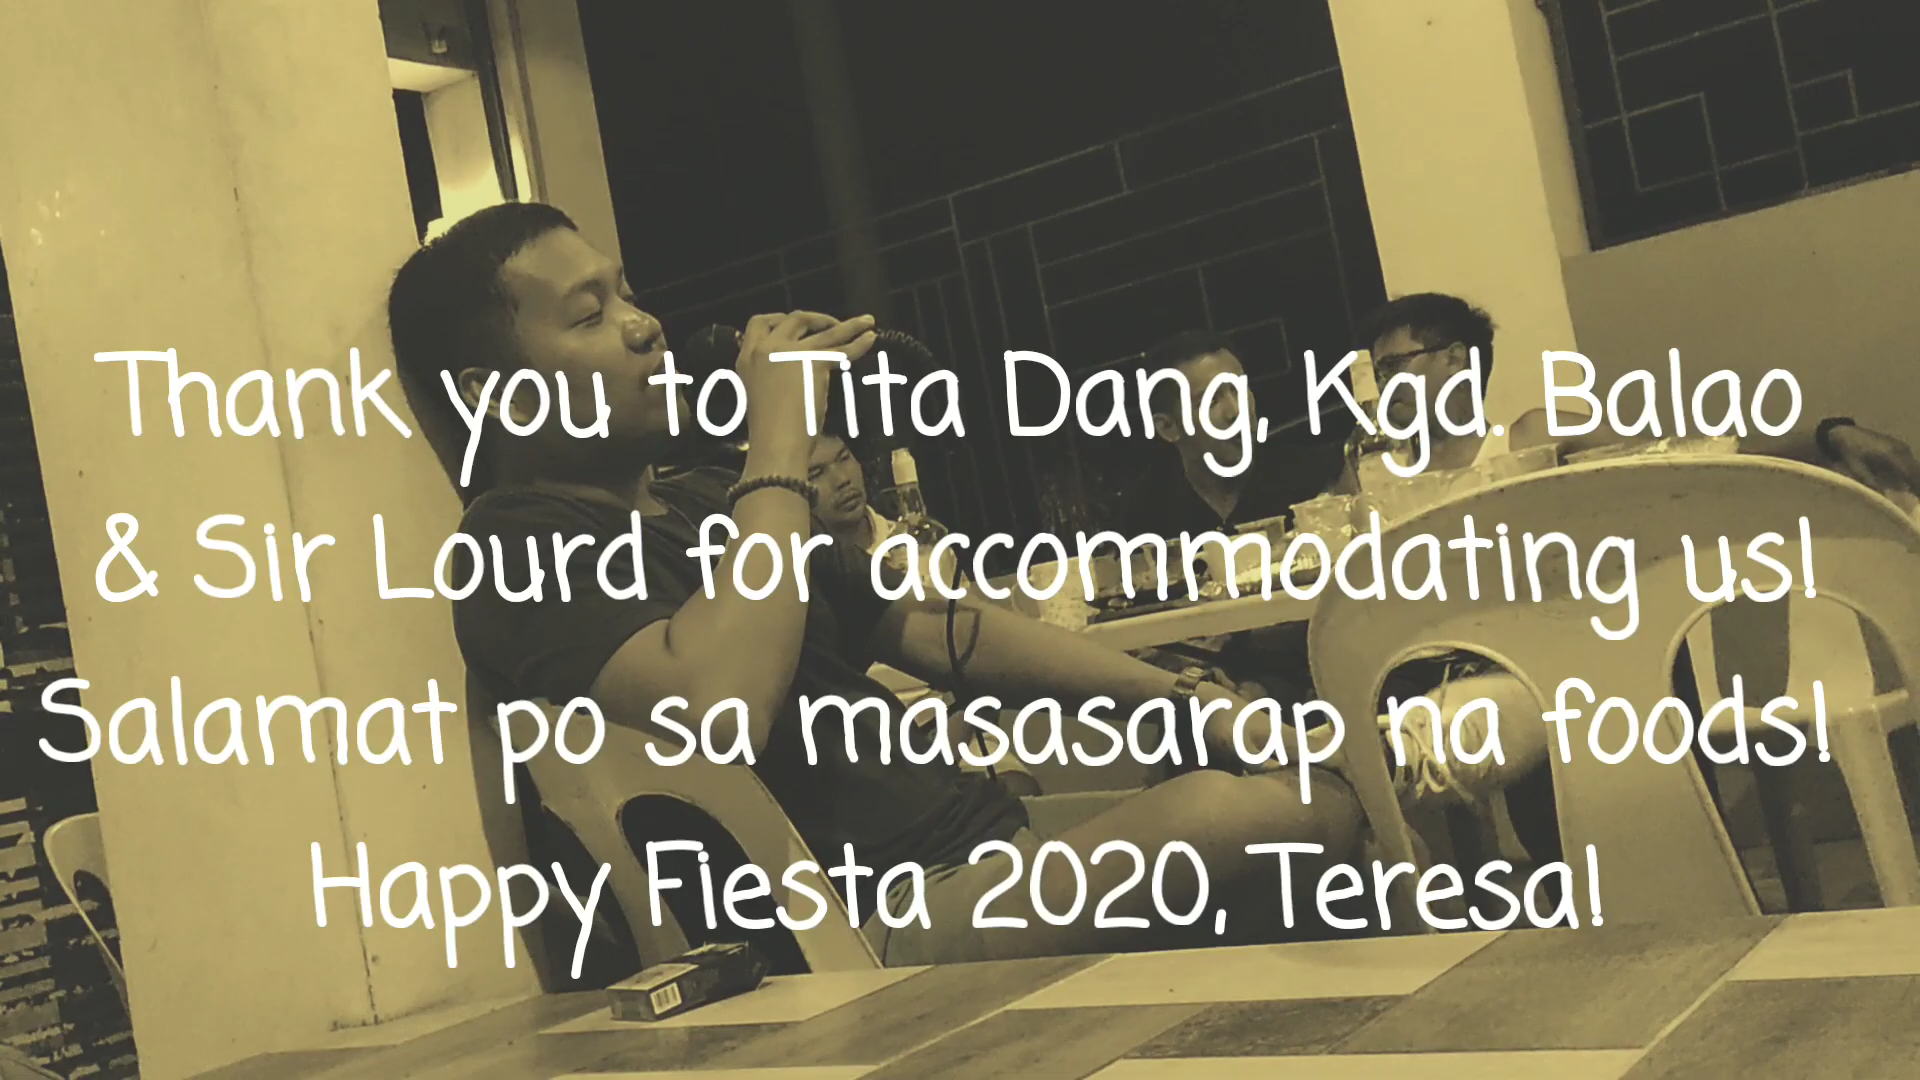 Thank you to Tita Dang, Kgd. Balao
& Sir Lourd for accommodating us!
Salamat po sa masasarap na foods!
Happy Fiesta 2020, Teresa!